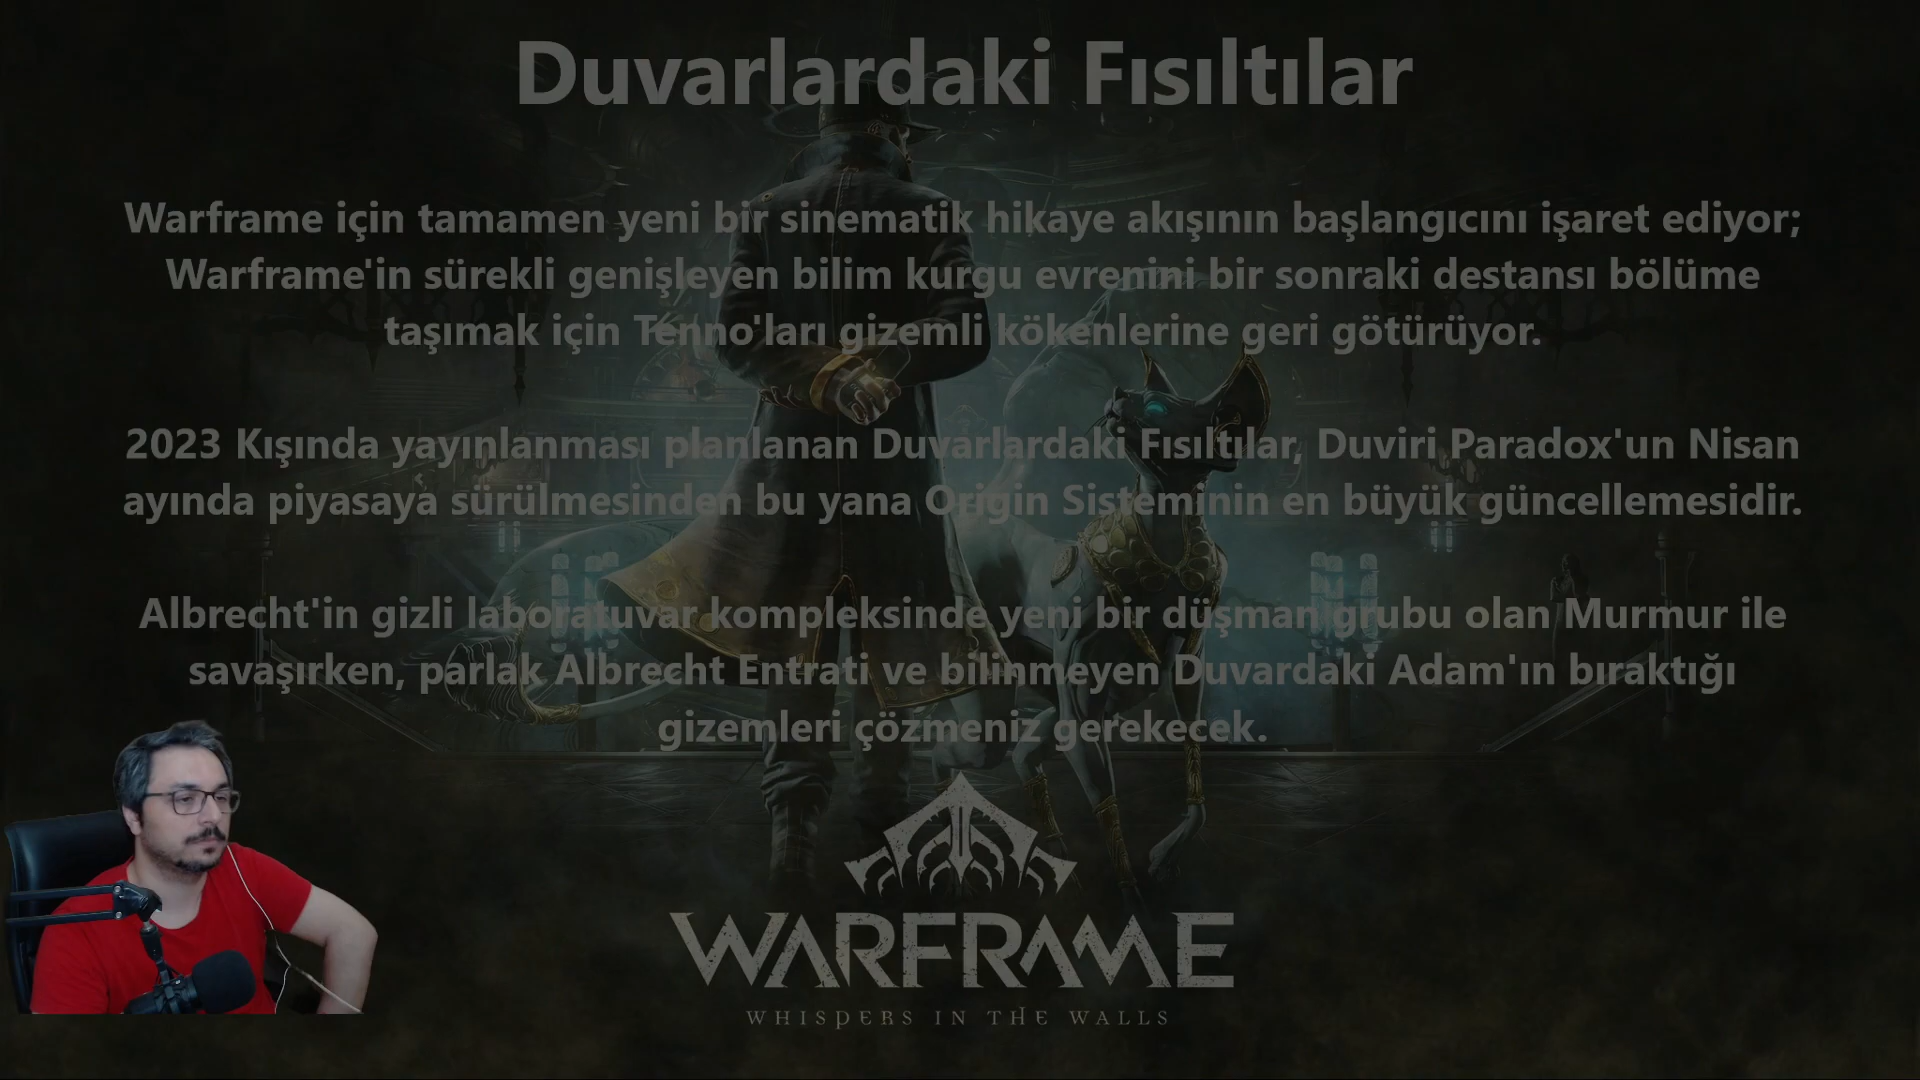 Duvarlardaki Fısıltılar
Warframe için tamamen yeni bir sinematik hikaye akışının başlangıcını işaret ediyor;
Warframe'in sürekli genişleyen bilim kurgu evrenini bir sonraki destansı bölüme
taşımak için Tenno'ları gizemli kökenlerine geri götürüyor.
2023 Kışında yayınlanması planlanan Duvarlardaki Fısıltılar, Duviri Paradox'un Nisan
ayında piyasaya sürülmesinden bu yana Origin Sisteminin en büyük güncellemesidir.
Albrecht'in gizli laboratuvar kompleksinde yeni bir düşman grubu olan Murmur ile
savaşırken, parlak Albrecht Entrati ve bilinmeyen Duvardaki Adam'ın bıraktığı
gizemleri çözmeniz gerekecek.
WARFRAME
WHISPERS IN THE WALLS